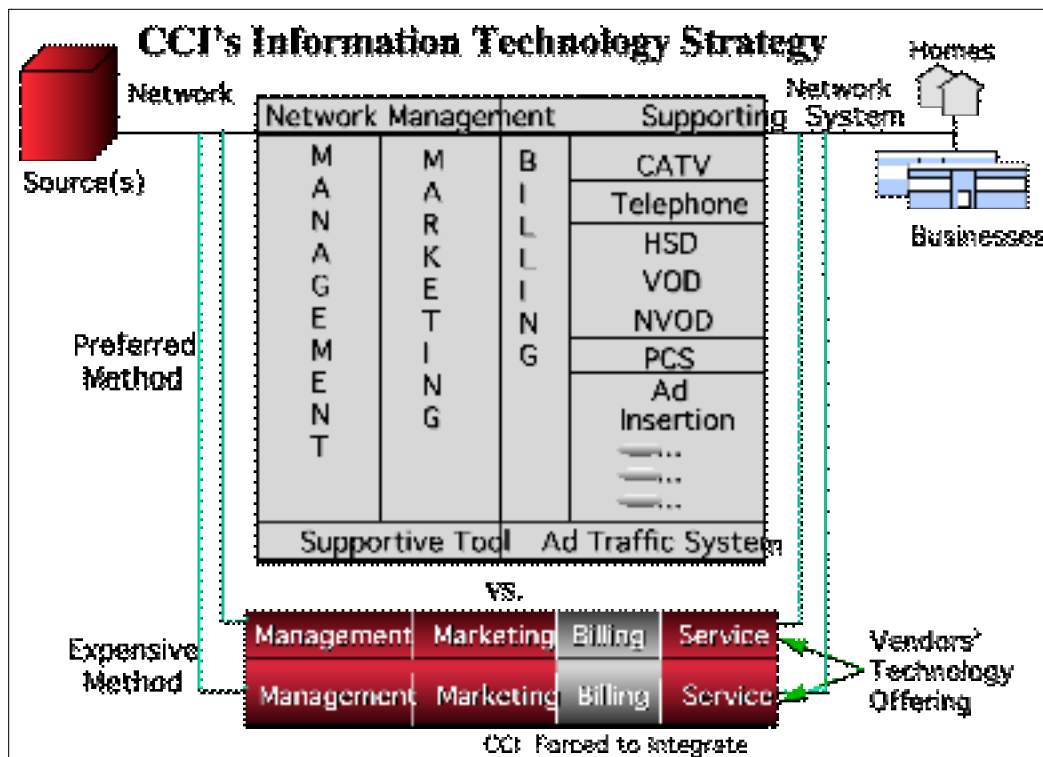 CCI's Information Technology Strategy
Homes
Network
Network
Network Management
Supporting System
Source(s)
MANAGEMENT
MARKETING
BILLING
CATV
Telephone
HSD
VOD
NVOD
PCS
Ad
Insertion
Businesses
Preferred
Method
Supportive Tool
Ad Traffic System
vs.
Management Marketing Billing Service
Expensive
Method
Management Marketing Billing Service
Vendors'
Technology
Offering
CCI Forced to Integrate